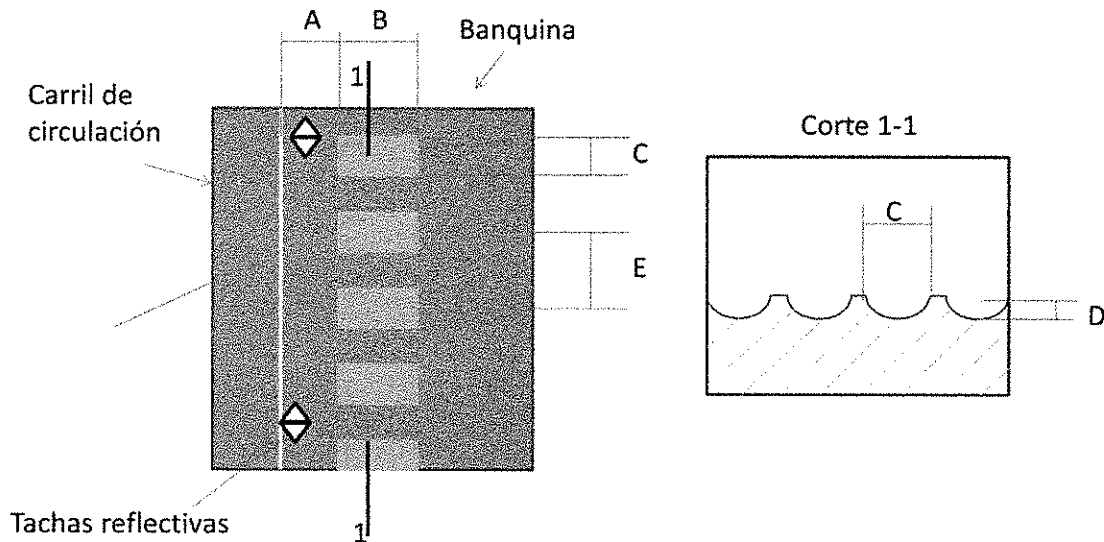 A
B
Banquina
1
Carril de
circulación
C
E
Tachas reflectivas
1
Corte 1-1
C
D